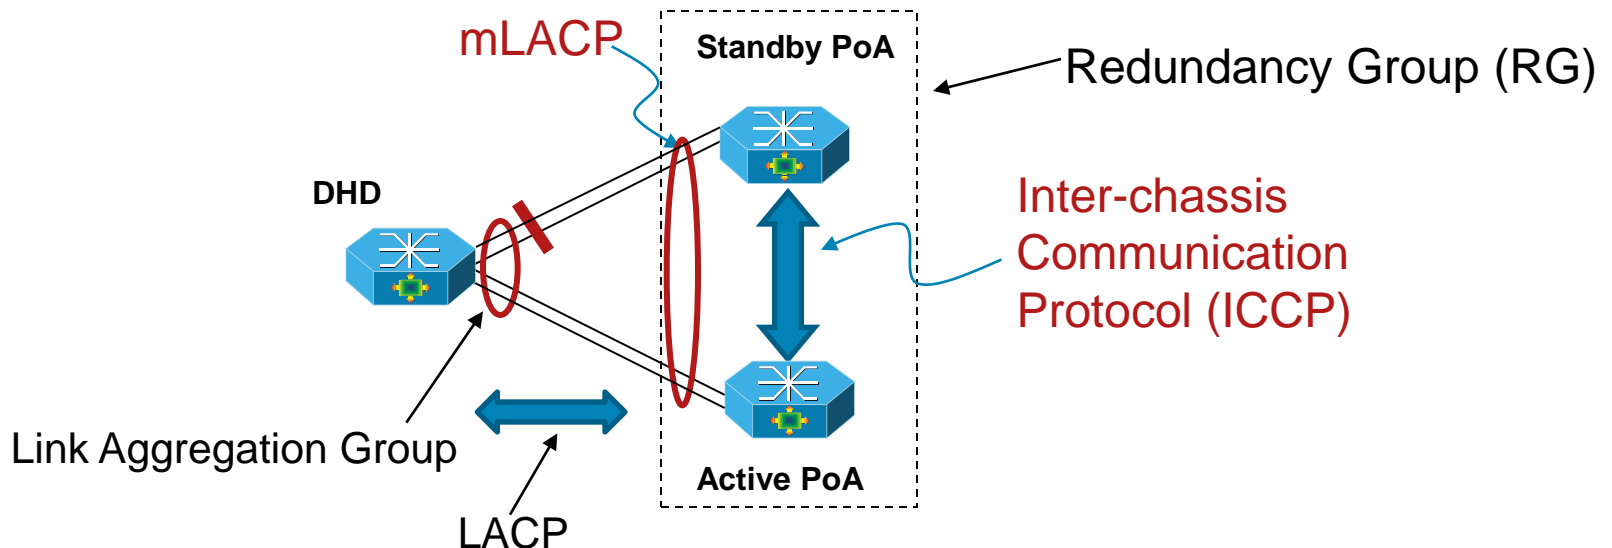 mLACP
Standby PoA
Redundancy Group (RG)
DHD
Inter-chassis
Communication
Protocol (ICCP)
Link Aggregation Group
Active PoA
LACP